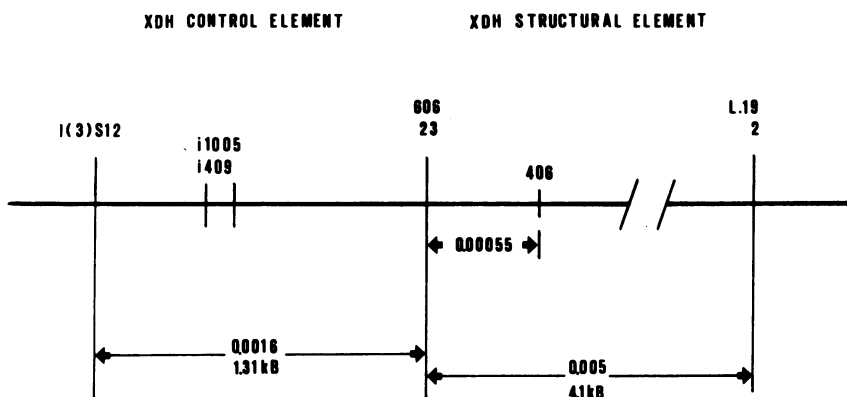 XDH CONTROL ELEMENT
XDH STRUCTURAL ELEMENT
l(3)S12
i1005
i409
606
23
406
L.19
2
0.00055
0.0016
1.31kB
0.005
4.1kB